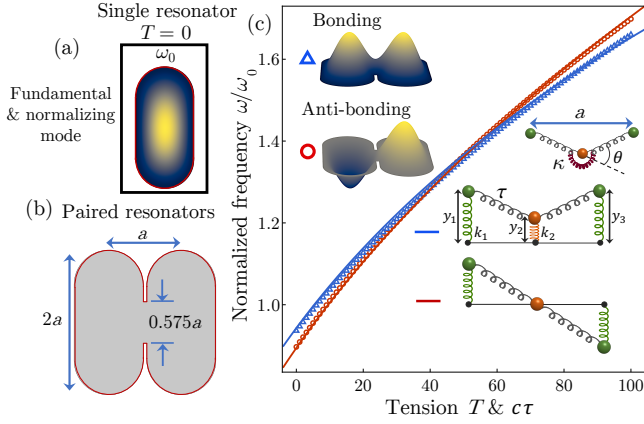 Single resonator
T = 0
(a)
ω₀
Fundamental
& normalizing
mode
(b)
Paired resonators
a
2a
0.575a
(c)
Bonding
Anti-bonding
Normalized frequency ω/ω₀
1.6
1.4
1.2
1.0
0
20
40
60
80
100
Tension T & cτ
a
κ
θ
τ
y₁
k₁
y₂
k₂
y₃